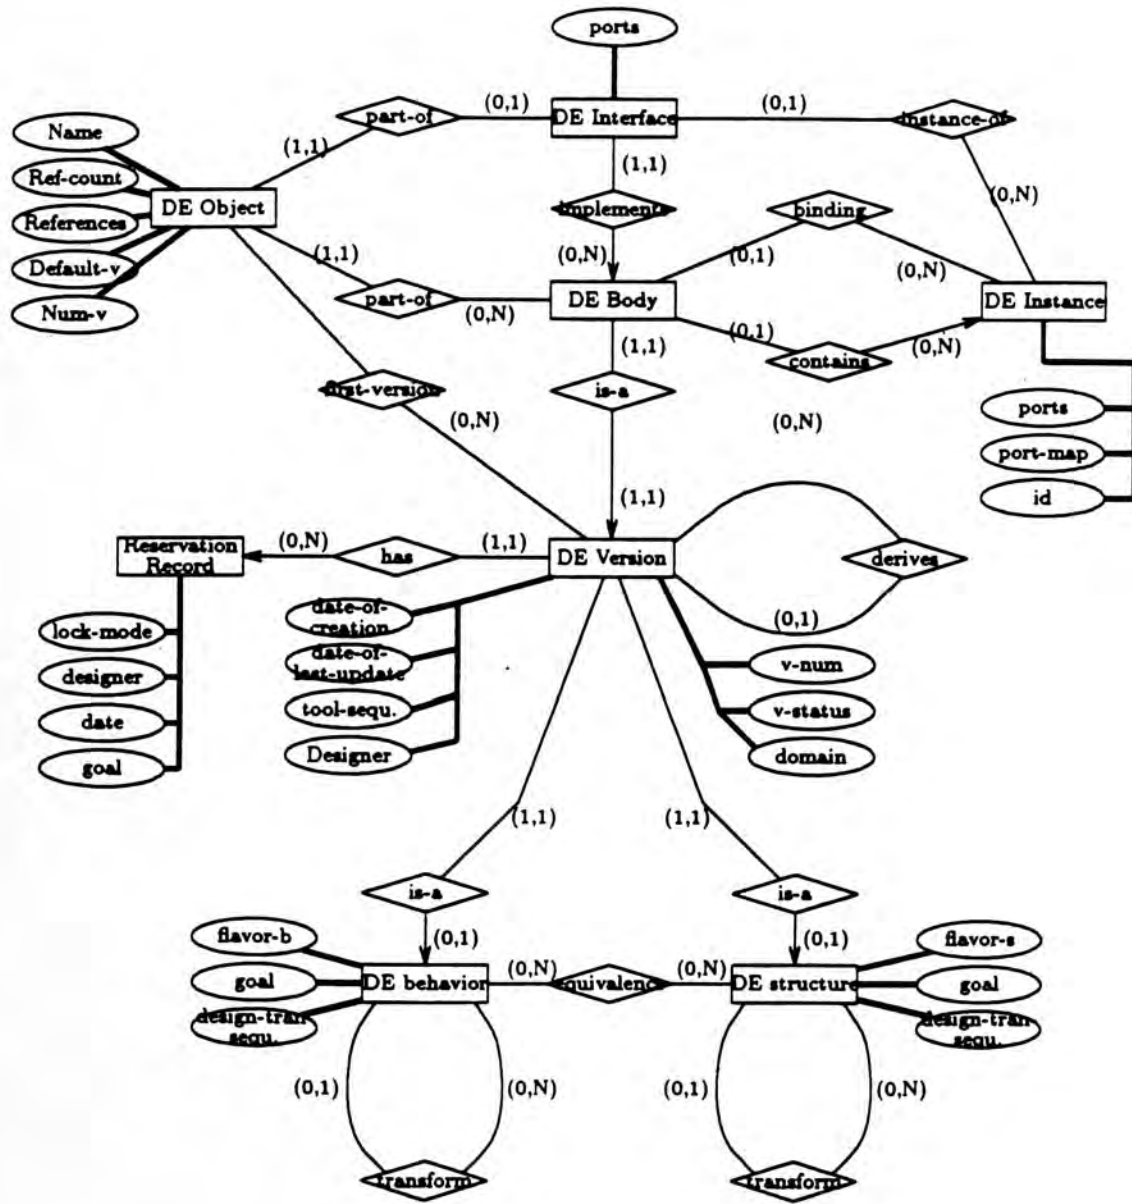 ports
part-of
(0,1)
DE Interface
(0,1)
instance-of
Name
(1,1)
(1,1)
Ref-count
DE Object
implements
binding
(0,N)
References
(1,1)
(0,N)
(0,1)
(0,N)
Default-v
part-of
(0,N)
DE Body
DE Instance
Num-v
(0,1)
(1,1)
contains
(0,N)
first-version
is-a
(0,N)
(0,N)
ports
port-map
id
(1,1)
Reservation
Record
(0,N)
has
(1,1)
DE Version
derives
date-of-
creation
(0,1)
lock-mode
date-of-
last-update
v-num
designer
tool-sequ.
v-status
date
Designer
domain
goal
(1,1)
(1,1)
is-a
is-a
flavor-b
(0,1)
(0,1)
flavor-s
goal
DE behavior
(0,N)
equivalenc
(0,N)
DE structure
goal
design-tran
sequ.
design-tran
sequ.
(0,1)
(0,N)
(0,1)
(0,N)
transform
transform